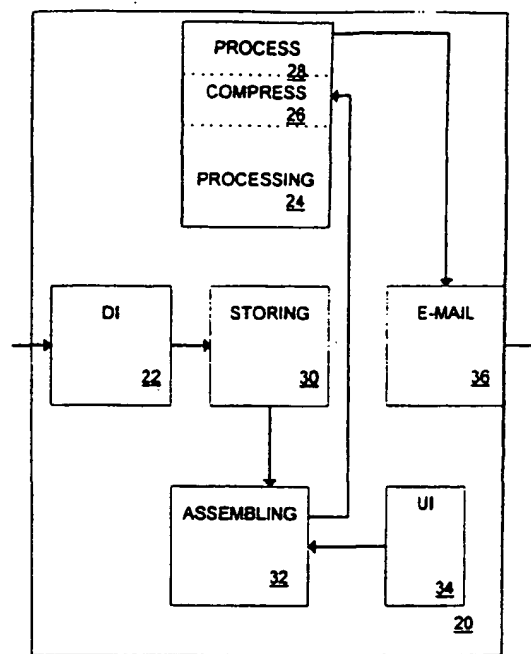 PROCESS
28
COMPRESS
26
PROCESSING
24
DI
22
STORING
30
E-MAIL
36
ASSEMBLING
32
UI
34
20